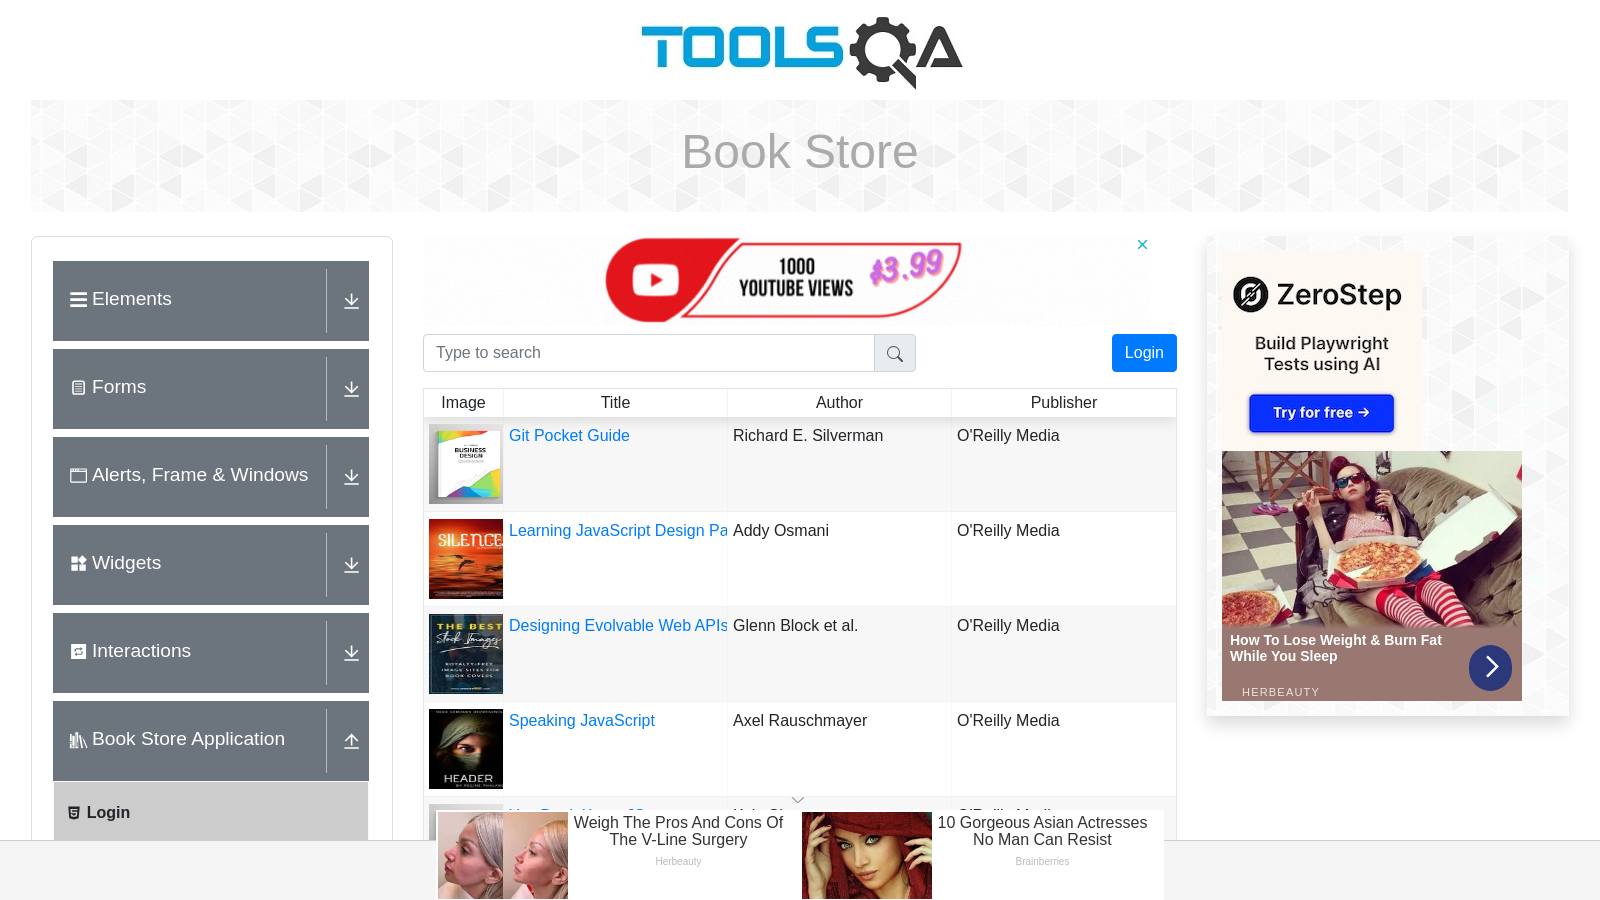 TOOLSQA
Book Store
Elements
Forms
Alerts, Frame & Windows
Widgets
Interactions
Book Store Application
Login
1000
YOUTUBE VIEWS
$3.99
Type to search
Login
Image Title Author Publisher
BUSINESS
DESIGN
Git Pocket Guide Richard E. Silverman O'Reilly Media
SILENCE
Learning JavaScript Design Pa Addy Osmani O'Reilly Media
THE BEST
Stock Images
ROYALTY-FREE
IMAGE SITES FOR
BOOK COVERS
Designing Evolvable Web APIs Glenn Block et al. O'Reilly Media
HEADER
Speaking JavaScript Axel Rauschmayer O'Reilly Media
Weigh The Pros And Cons Of
The V-Line Surgery
Herbeauty
10 Gorgeous Asian Actresses
No Man Can Resist
Brainberries
ZeroStep
Build Playwright
Tests using AI
Try for free →
How To Lose Weight & Burn Fat
While You Sleep
HERBEAUTY